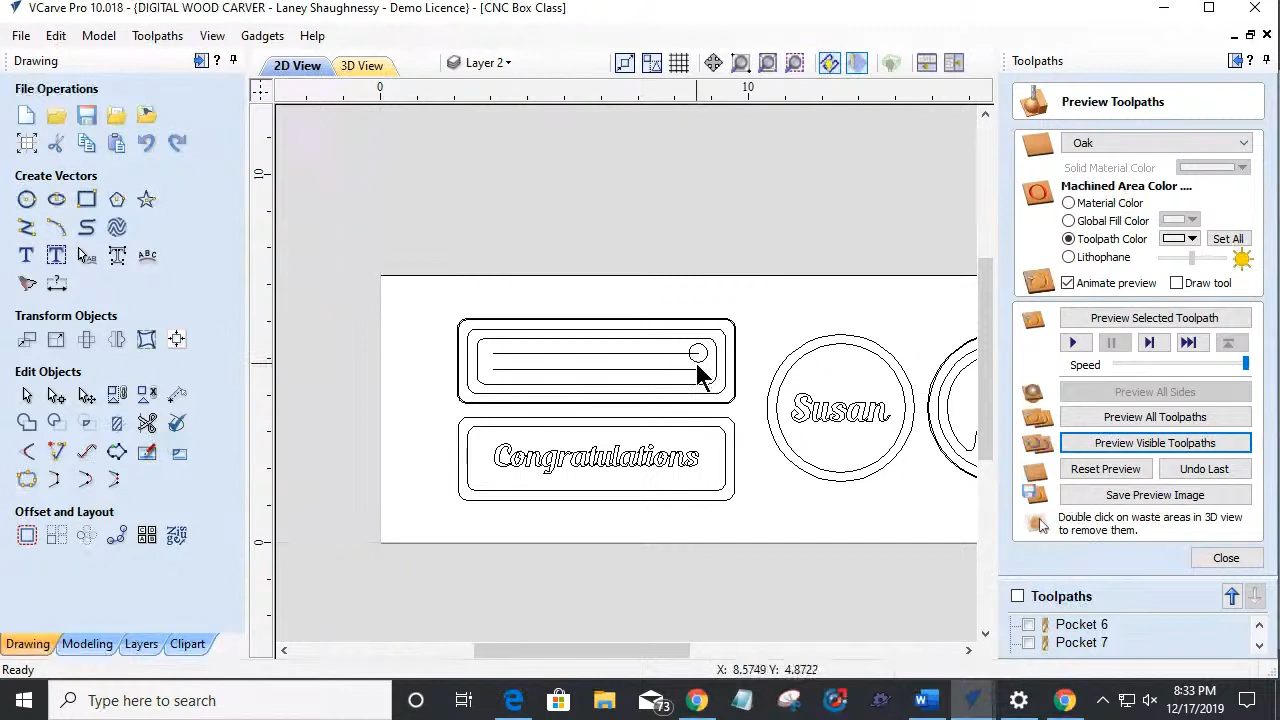 VCarve Pro 10.018 - {DIGITAL WOOD CARVER - Laney Shaughnessy - Demo Licence} - [CNC Box Class]
File Edit Model Toolpaths View Gadgets Help
Drawing
2D View 3D View Layer 2
Toolpaths
File Operations
0 10
Preview Toolpaths
Oak
Solid Material Color
Create Vectors
10
Machined Area Color ....
Material Color
Global Fill Color
Toolpath Color Set All
Lithophane
Animate preview Draw tool
Transform Objects
Preview Selected Toolpath
Speed
Edit Objects
Preview All Sides
Susan
Preview All Toolpaths
Congratulations
Preview Visible Toolpaths
Reset Preview Undo Last
Save Preview Image
Offset and Layout
Double click on waste areas in 3D view
to remove them.
0
Close
Toolpaths
Pocket 6
Pocket 7
Drawing Modeling Layers Clipart
Ready
X: 8.5749 Y: 4.8722
Type here to search
73
8:33 PM
12/17/2019